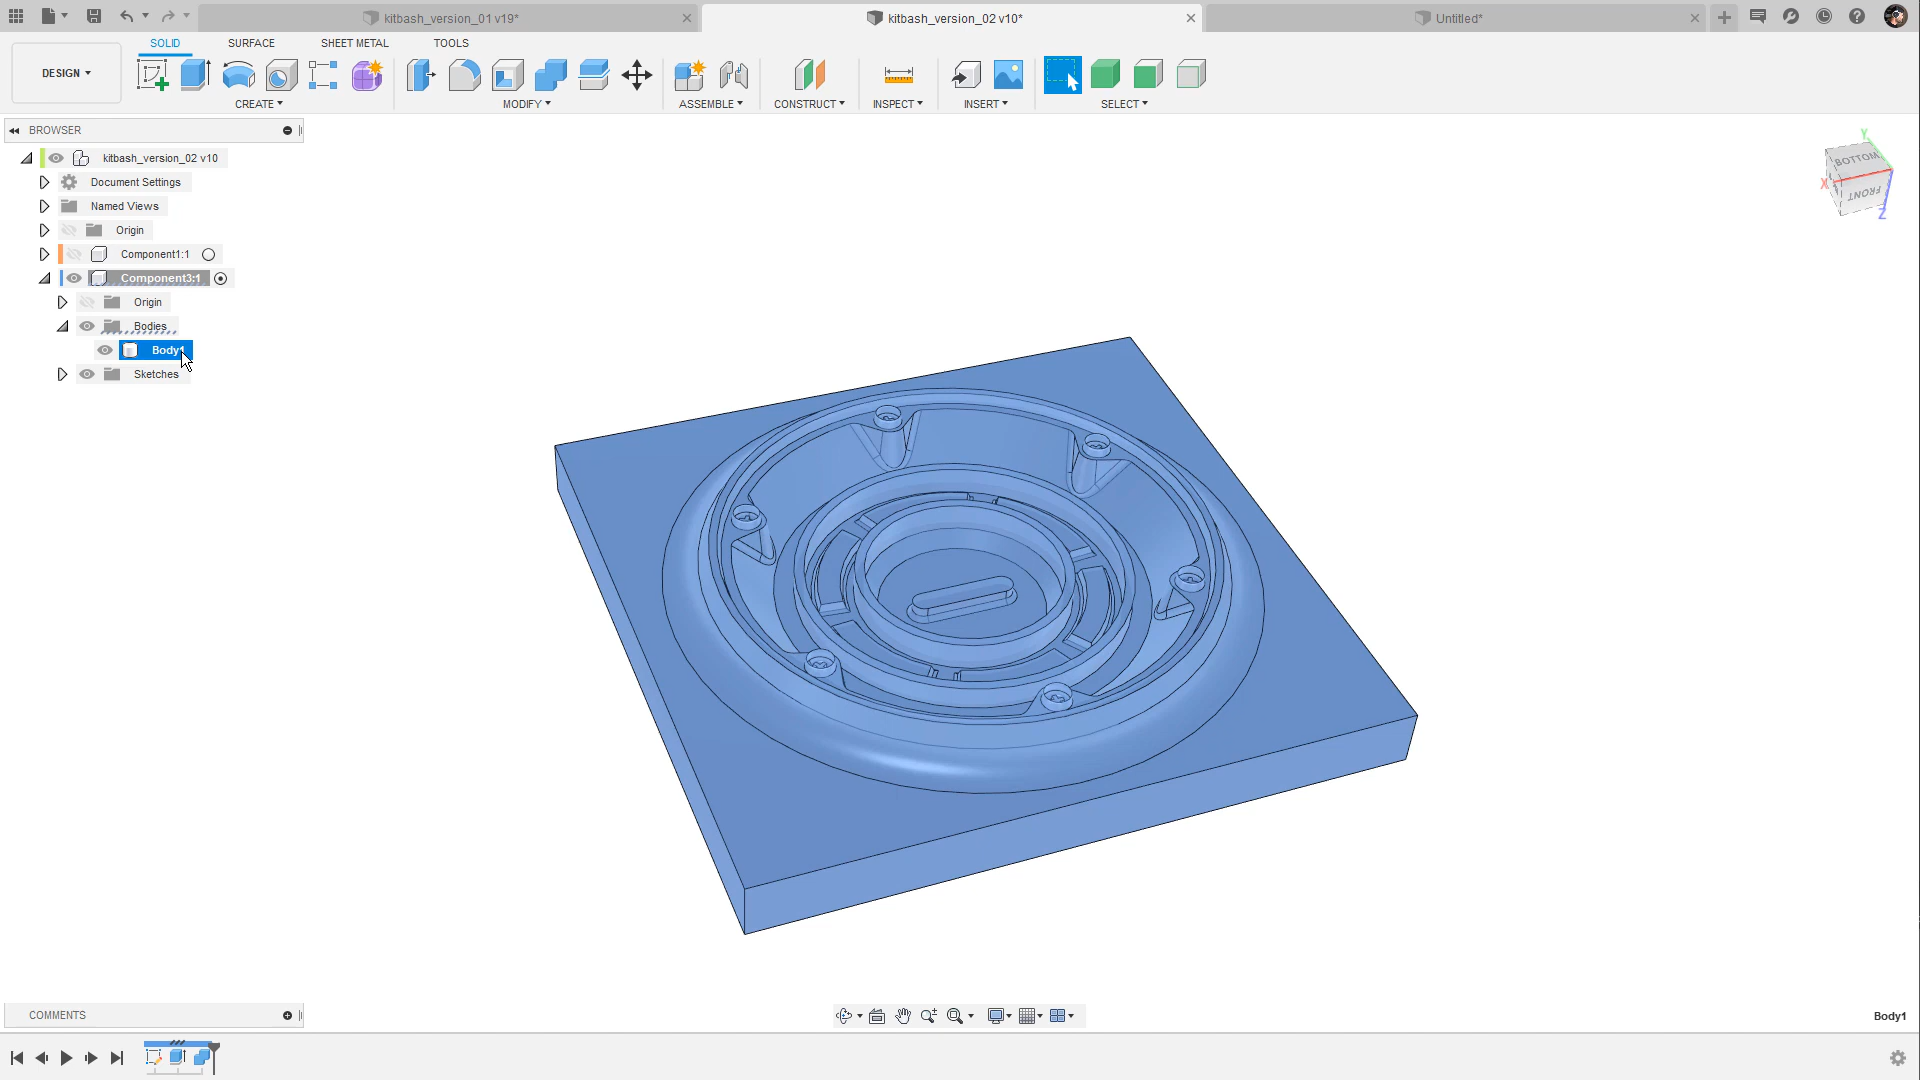 kitbash_version_01 v19*
kitbash_version_02 v10*
Untitled*
SOLID
SURFACE
SHEET METAL
TOOLS
DESIGN
CREATE
MODIFY
ASSEMBLE
CONSTRUCT
INSPECT
INSERT
SELECT
BROWSER
kitbash_version_02 v10
Document Settings
Named Views
Origin
Component1:1
Component3:1
Origin
Bodies
Body1
Sketches
Y
BOTTOM
X
FRONT
Z
COMMENTS
Body1